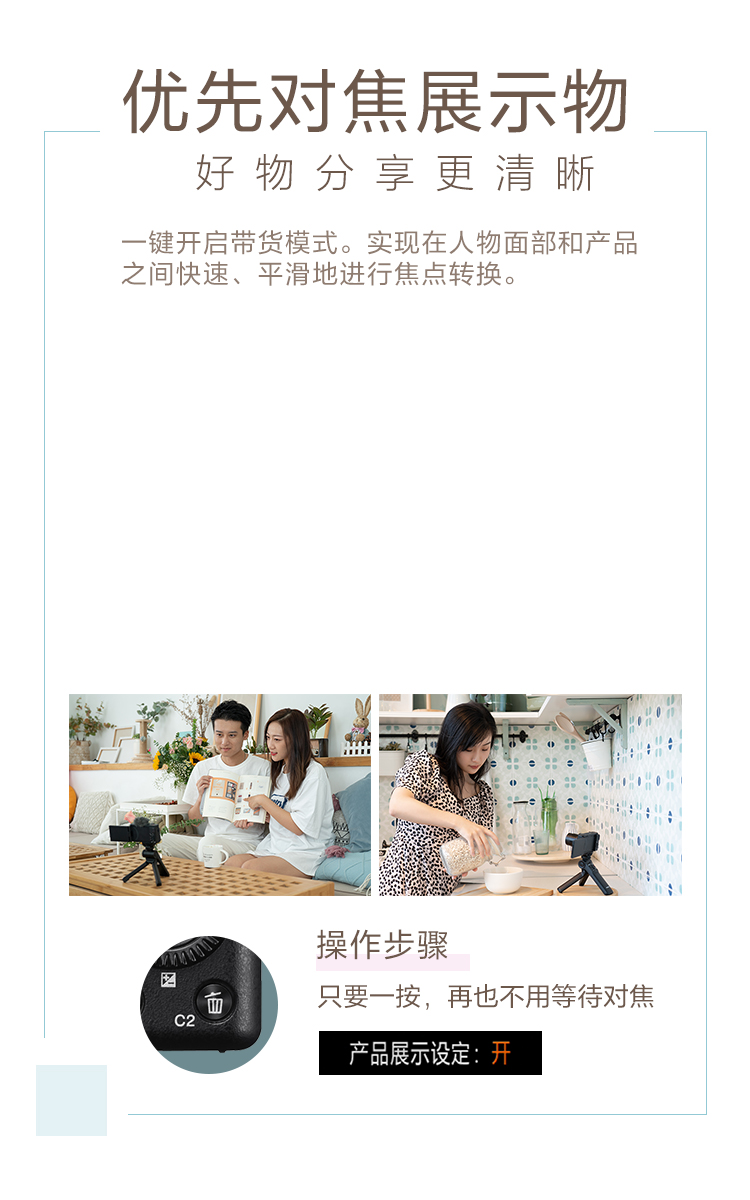 优先对焦展示物
好物分享更清晰
一键开启带货模式。实现在人物面部和产品
之间快速、平滑地进行焦点转换。
操作步骤
只要一按，再也不用等待对焦
C2
产品展示设定：开